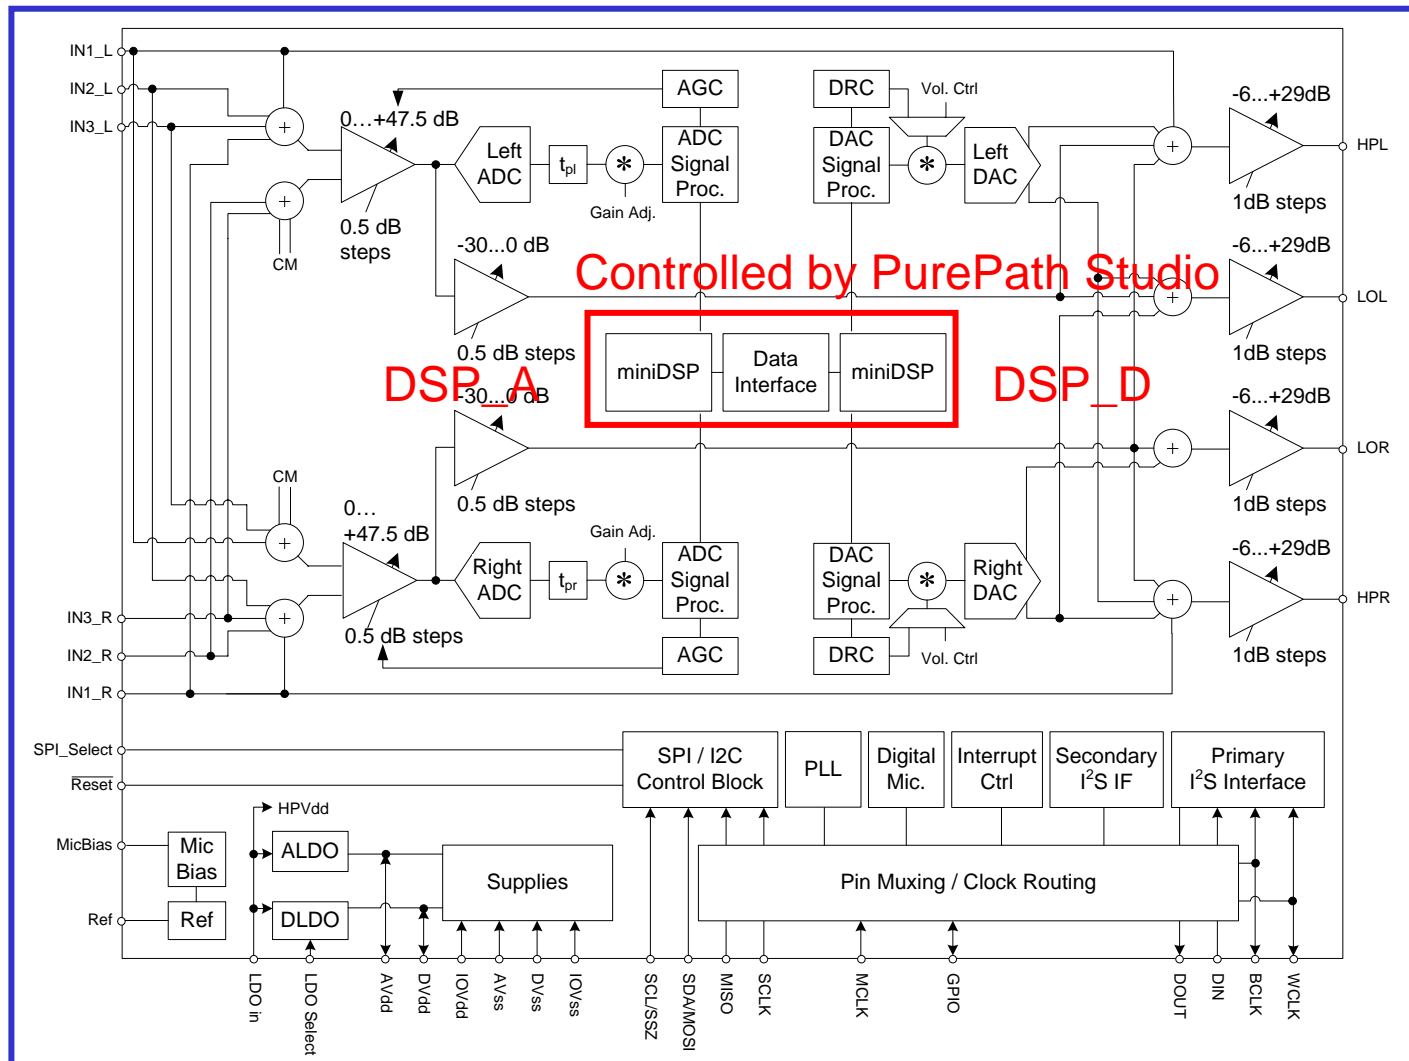 IN1_L
IN2_L
IN3_L
0…+47.5 dB
AGC
DRC
Vol. Ctrl
-6...+29dB
+
Left
ADC
t_pl
*
ADC
Signal
Proc.
DAC
Signal
Proc.
*
Left
DAC
+
HPL
Gain Adj.
1dB steps
+
0.5 dB
steps
CM
-30...0 dB
-6...+29dB
Controlled by PurePath Studio
+
LOL
0.5 dB steps
1dB steps
miniDSP
Data
Interface
miniDSP
DSP_A
DSP_D
-30...0 dB
-6...+29dB
+
LOR
CM
0.5 dB steps
1dB steps
0…
+47.5 dB
Gain Adj.
+
-6...+29dB
Right
ADC
t_pr
*
ADC
Signal
Proc.
DAC
Signal
Proc.
*
Right
DAC
+
HPR
IN3_R
+
0.5 dB steps
IN2_R
AGC
DRC
Vol. Ctrl
1dB steps
IN1_R
SPI_Select
SPI / I2C
Control Block
PLL
Digital
Mic.
Interrupt
Ctrl
Secondary
I²S IF
Primary
I²S Interface
Reset
HPVdd
MicBias
Mic
Bias
ALDO
Supplies
Pin Muxing / Clock Routing
Ref
Ref
DLDO
LDO in
LDO Select
AVdd
DVdd
IOVdd
AVss
DVss
IOVss
SCL/SSZ
SDA/MOSI
MISO
SCLK
MCLK
GPIO
DOUT
DIN
BCLK
WCLK